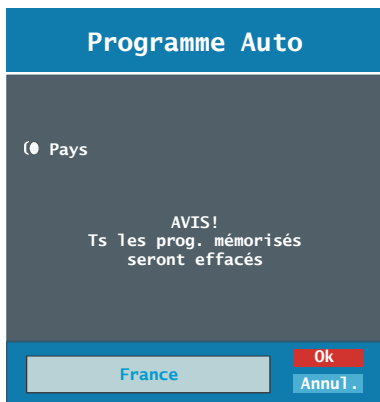 Programme Auto
Pays
AVIS!
Ts les prog. mémorisés
seront effacés
France
Ok
Annul.